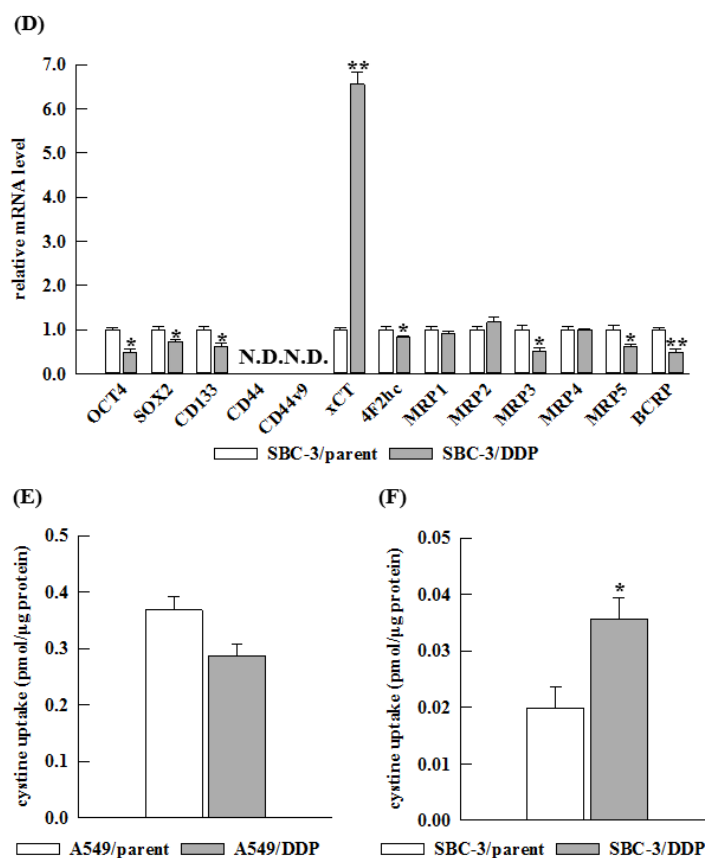 (D)
relative mRNA level
7.0
6.0
5.0
4.0
3.0
2.0
1.0
0.0
**
*
*
*
N.D.
N.D.
*
*
*
**
OCT4
SOX2
CD133
CD44
CD44v9
xCT
4F2hc
MRP1
MRP2
MRP3
MRP4
MRP5
BCRP
SBC-3/parent
SBC-3/DDP
(E)
cystine uptake (pmol/µg protein)
0.5
0.4
0.3
0.2
0.1
0.0
A549/parent
A549/DDP
(F)
cystine uptake (pmol/µg protein)
0.05
0.04
0.03
0.02
0.01
0.00
*
SBC-3/parent
SBC-3/DDP